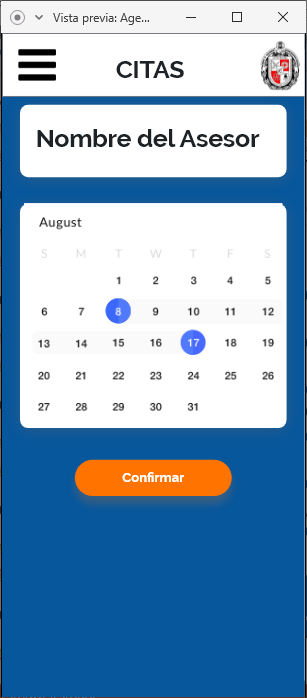 Vista previa: Age...
CITAS
Nombre del Asesor
August
S M T W T F S
1 2 3 4 5
6 7 8 9 10 11 12
13 14 15 16 17 18 19
20 21 22 23 24 25 26
27 28 29 30 31
Confirmar